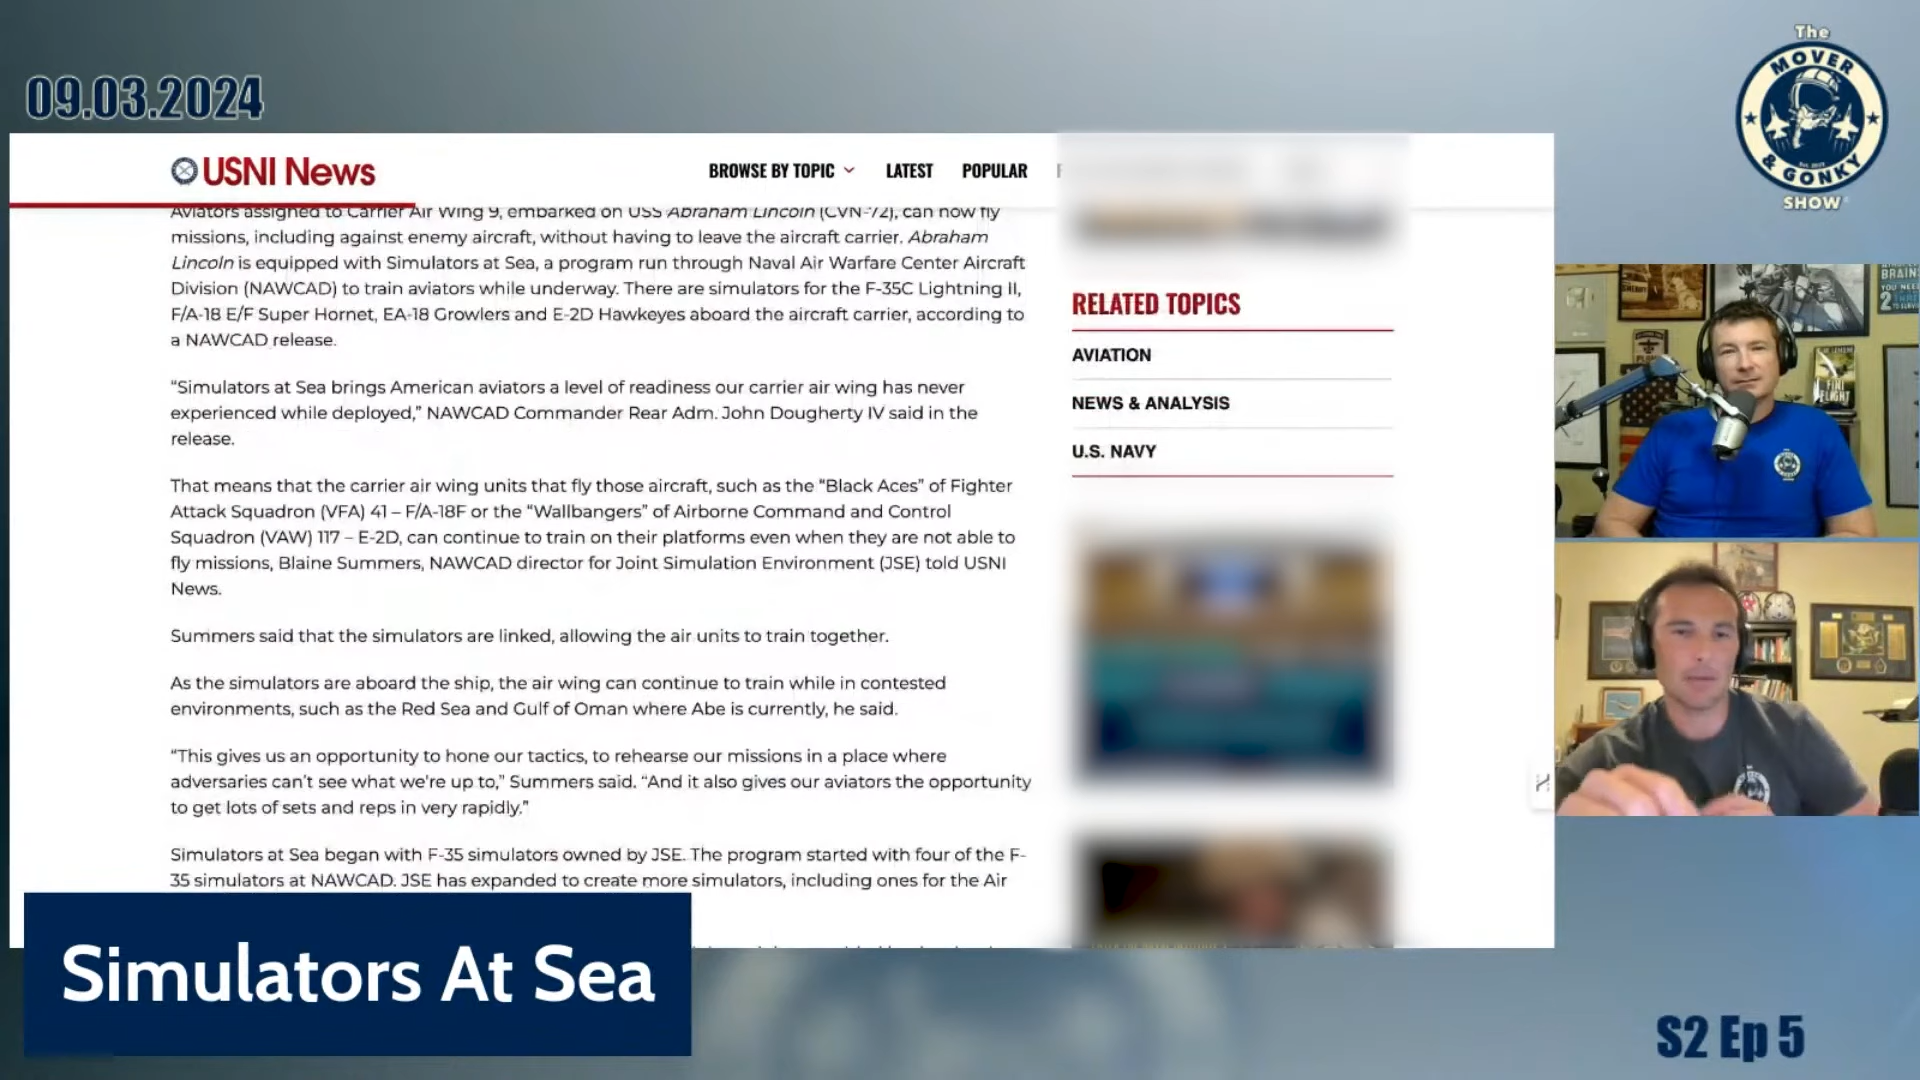 09.03.2024
The
MOVER
& GONKY
SHOW
USNI News
BROWSE BY TOPIC
LATEST
POPULAR
Aviators assigned to Carrier Air Wing 9, embarked on USS Abraham Lincoln (CVN-72), can now fly
missions, including against enemy aircraft, without having to leave the aircraft carrier. Abraham
Lincoln is equipped with Simulators at Sea, a program run through Naval Air Warfare Center Aircraft
Division (NAWCAD) to train aviators while underway. There are simulators for the F-35C Lightning II,
F/A-18 E/F Super Hornet, EA-18 Growlers and E-2D Hawkeyes aboard the aircraft carrier, according to
a NAWCAD release.
“Simulators at Sea brings American aviators a level of readiness our carrier air wing has never
experienced while deployed,” NAWCAD Commander Rear Adm. John Dougherty IV said in the
release.
That means that the carrier air wing units that fly those aircraft, such as the “Black Aces” of Fighter
Attack Squadron (VFA) 41 – F/A-18F or the “Wallbangers” of Airborne Command and Control
Squadron (VAW) 117 – E-2D, can continue to train on their platforms even when they are not able to
fly missions, Blaine Summers, NAWCAD director for Joint Simulation Environment (JSE) told USNI
News.
Summers said that the simulators are linked, allowing the air units to train together.
As the simulators are aboard the ship, the air wing can continue to train while in contested
environments, such as the Red Sea and Gulf of Oman where Abe is currently, he said.
“This gives us an opportunity to hone our tactics, to rehearse our missions in a place where
adversaries can’t see what we’re up to,” Summers said. “And it also gives our aviators the opportunity
to get lots of sets and reps in very rapidly.”
Simulators at Sea began with F-35 simulators owned by JSE. The program started with four of the F-
35 simulators at NAWCAD. JSE has expanded to create more simulators, including ones for the Air
RELATED TOPICS
AVIATION
NEWS & ANALYSIS
U.S. NAVY
BRAINS
YOU NEED
2
FINI
FLIGHT
Simulators At Sea
S2 Ep 5